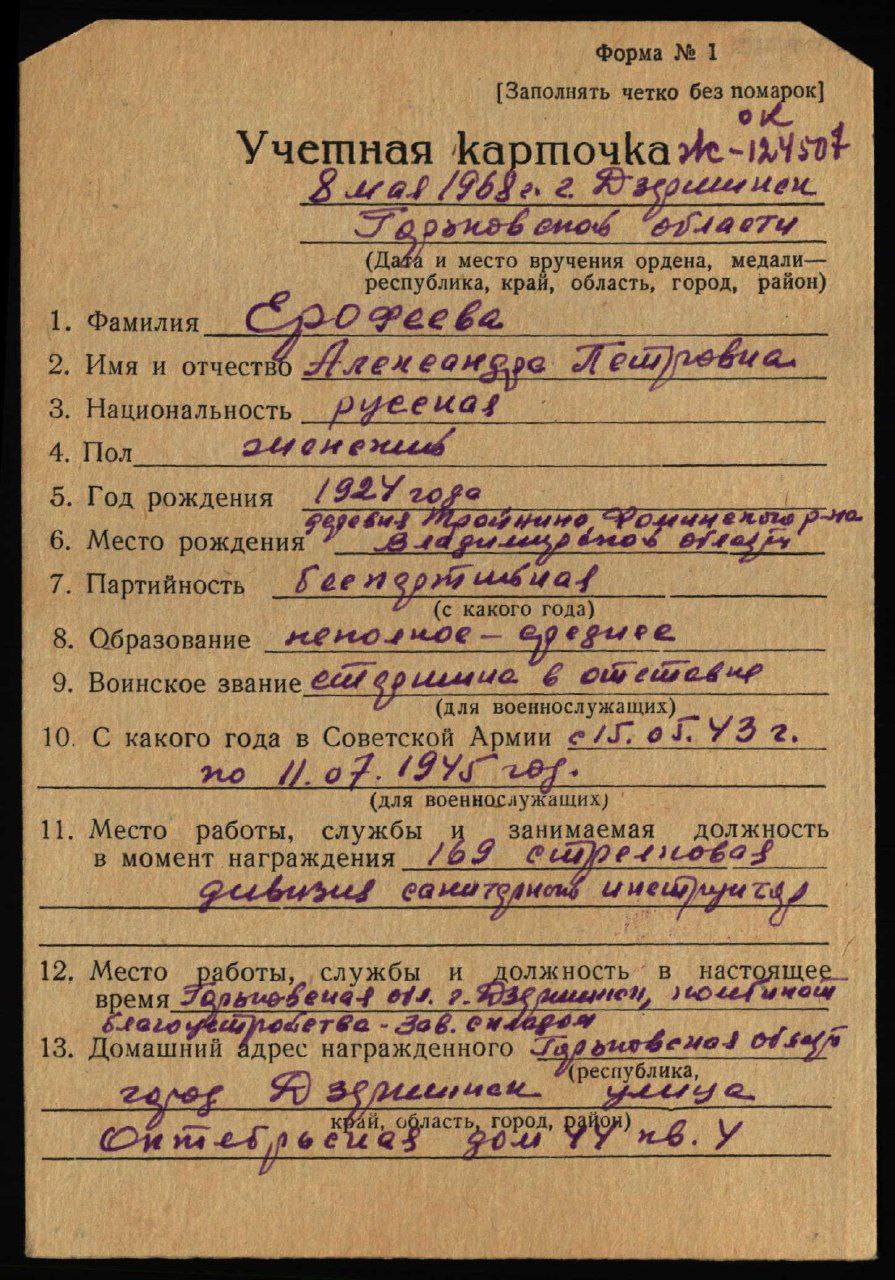 Форма № 1
[Заполнять четко без помарок]
ок
Учетная карточка Ж-124507
8 мая 1968г. г. Дзержинск
Горьковской области
(Дата и место вручения ордена, медали—
республика, край, область, город, район)
1. Фамилия Ерофеева
2. Имя и отчество Александра Петровна
3. Национальность русская
4. Пол женский
5. Год рождения 1924 года
деревня Тройнино, Фоминского р-на
6. Место рождения Владимирской области
7. Партийность беспартийная
(с какого года)
8. Образование неполное-среднее
9. Воинское звание старшина в отставке
(для военнослужащих)
10. С какого года в Советской Армии с 15.05.43 г.
по 11.07.1945 год.
(для военнослужащих)
11. Место работы, службы и занимаемая должность
в момент награждения 169 стрелковая
дивизия санитарный инструктар
12. Место работы, службы и должность в настоящее
время Горьковская обл. г. Дзержинск, комбинат
благоустройства - зав. складом
13. Домашний адрес награжденного Горьковская область
(республика,
город Дзержинск улица
край, область, город, район)
Октябрьская дом 44 кв. 4